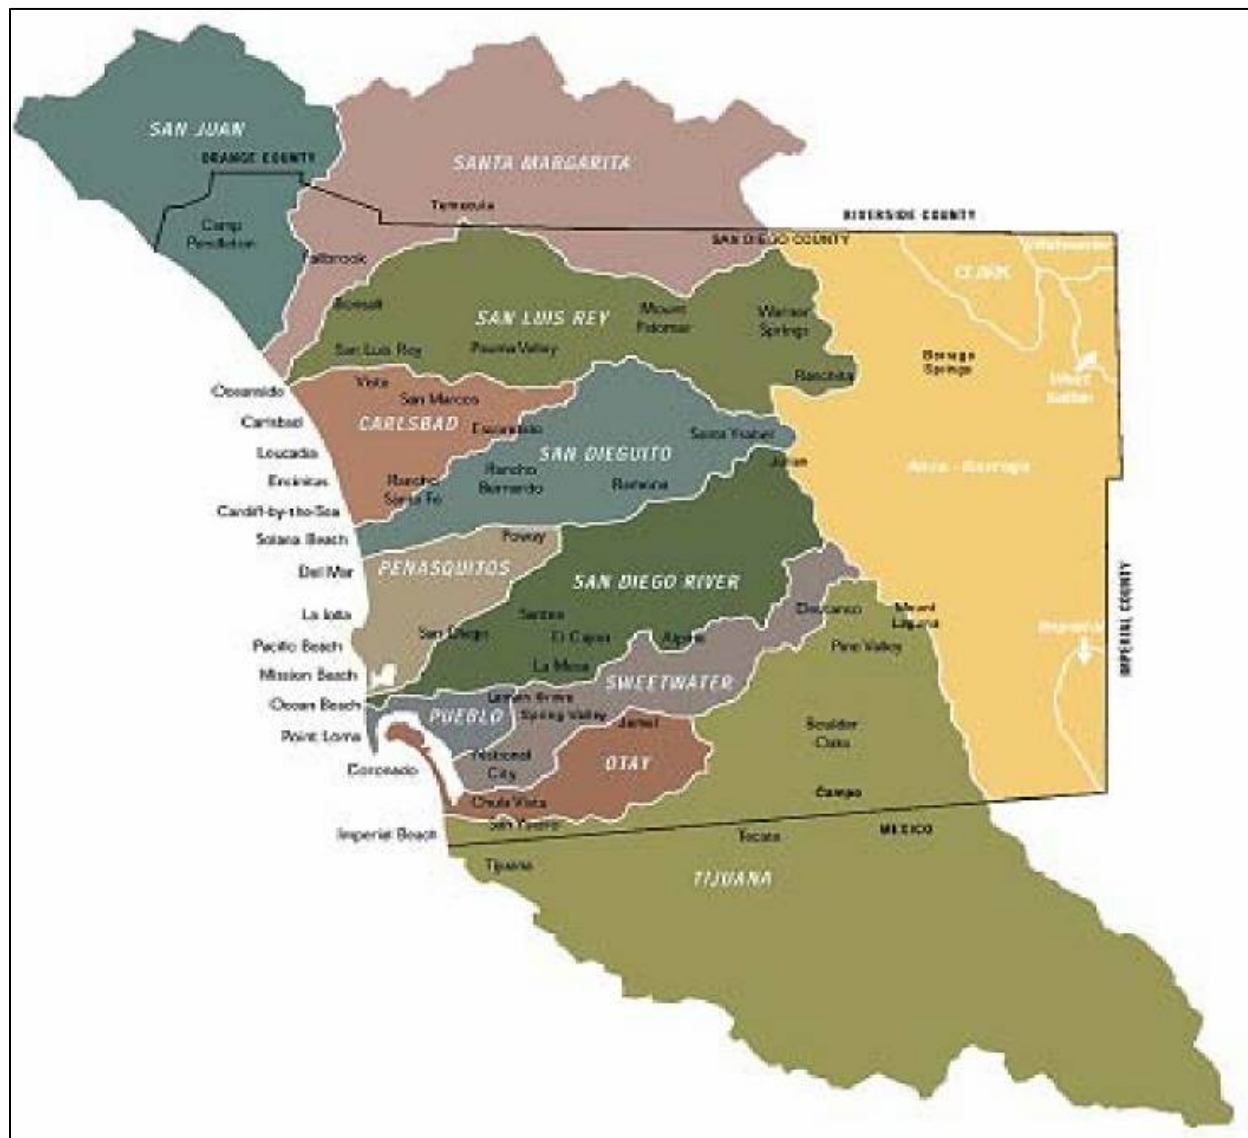 SAN JUAN
ORANGE COUNTY
SANTA MARGARITA
Temecula
Camp
Pendleton
RIVERSIDE COUNTY
SAN DIEGO COUNTY
Fallbrook
CLARK
Bonsall
SAN LUIS REY
Mount
Palomar
Warner
Springs
San Luis Rey
Pauma Valley
Borrego
Springs
Ranchita
West
Salton
Oceanside
Vista
San Marcos
Carlsbad
CARLSBAD
Escondido
Santa Ysabel
Leucadia
SAN DIEGUITO
Julian
Anza - Borrego
Encinitas
Rancho
Santa Fe
Rancho
Bernardo
Ramona
Cardiff-by-the-Sea
Solana Beach
Poway
Del Mar
PENASQUITOS
SAN DIEGO RIVER
La Jolla
Santee
Descanso
Mount
Laguna
IMPERIAL COUNTY
San Diego
El Cajon
Alpine
Pacific Beach
Pine Valley
La Mesa
Mission Beach
SWEETWATER
Ocean Beach
Lemon Grove
PUEBLO
Spring Valley
Jamul
Point Loma
Boulder
Oaks
National
City
OTAY
Coronado
Chula Vista
Campo
San Ysidro
Imperial Beach
Tecate
MEXICO
Tijuana
TIJUANA